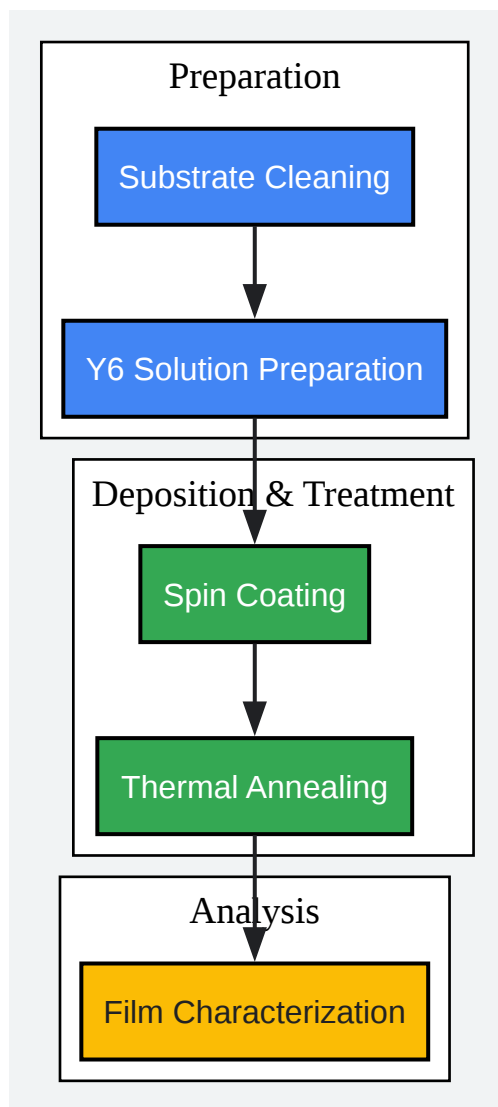 Preparation
Substrate Cleaning
Y6 Solution Preparation
Deposition & Treatment
Spin Coating
Thermal Annealing
Analysis
Film Characterization